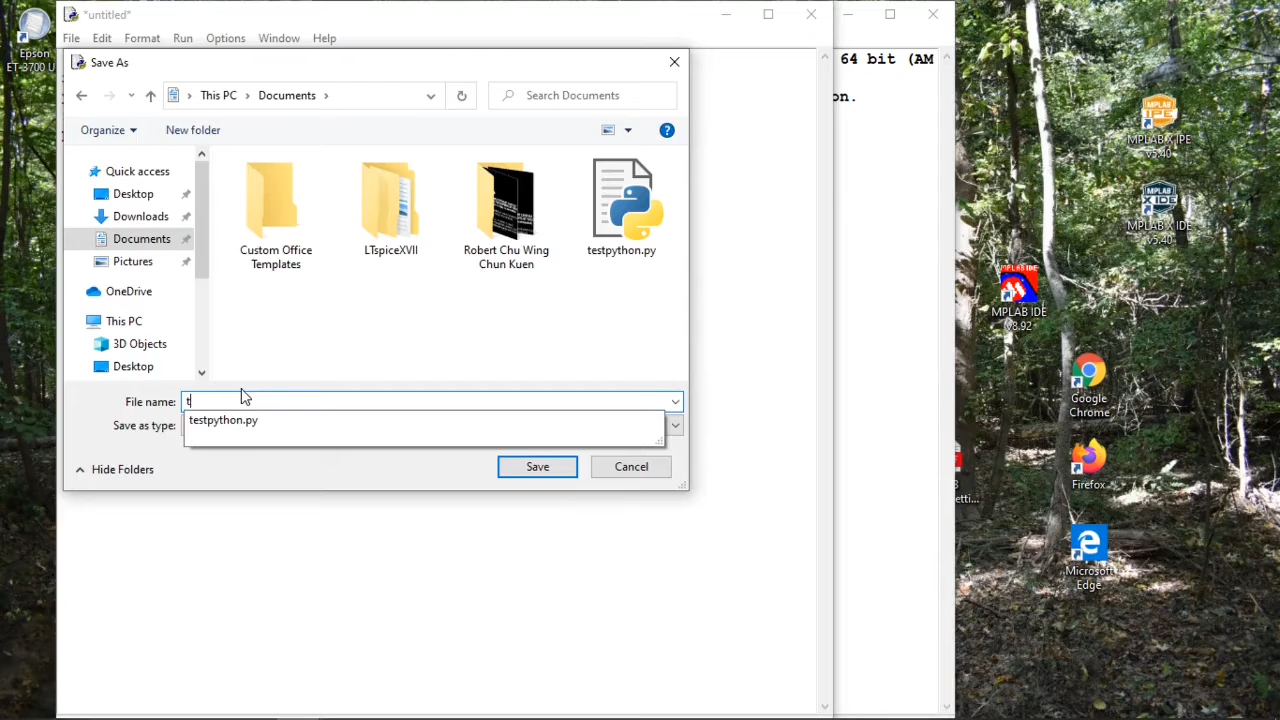 *untitled*
File Edit Format Run Options Window Help
64 bit (AM
on.
Save As
This PC Documents
Search Documents
Organize New folder
Quick access
Desktop
Downloads
Documents
Pictures
OneDrive
This PC
3D Objects
Desktop
Custom Office
Templates
LTspiceXVII
Robert Chu Wing
Chun Kuen
testpython.py
File name: t
testpython.py
Save as type:
Hide Folders
Save
Cancel
Epson
ET-3700 U
MPLAB X IPE
v5.40
MPLAB X IDE
v5.40
MPLAB IDE
v8.92
Google
Chrome
Firefox
etti...
Microsoft
Edge